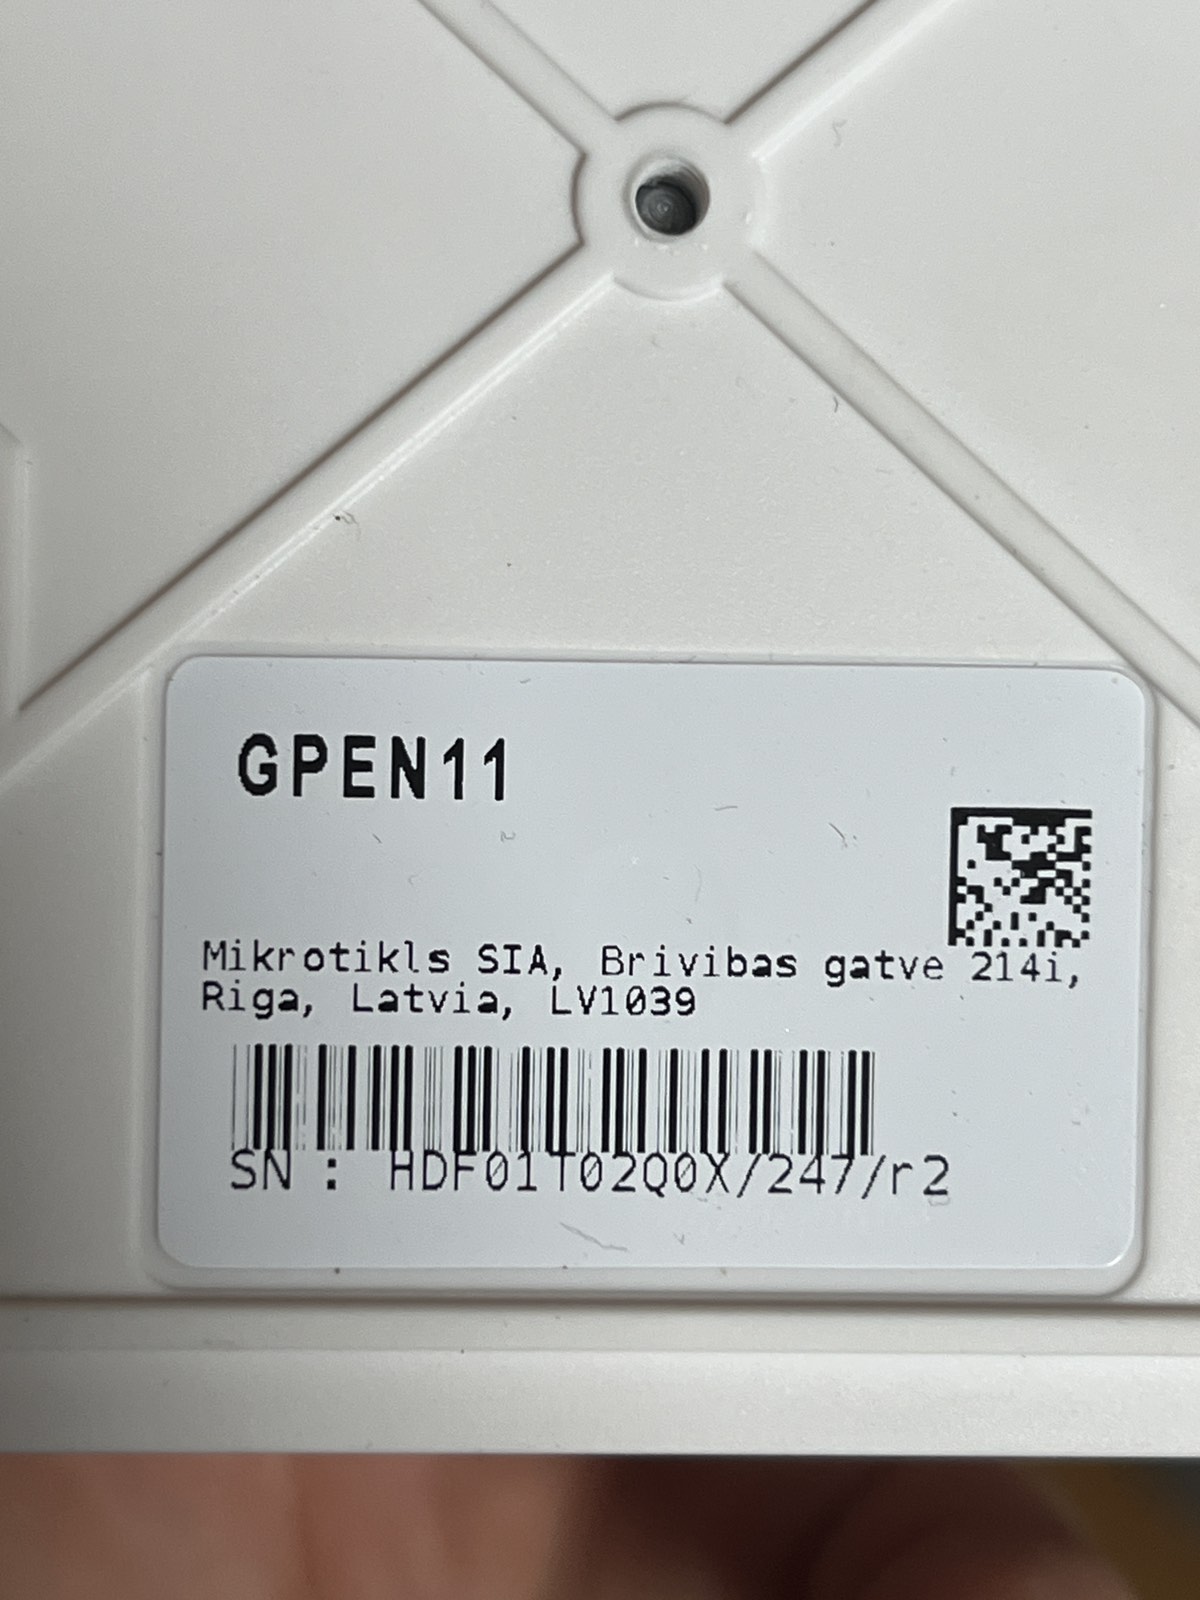 GPEN11
Mikrotikls SIA, Brivibas gatve 214i,
Riga, Latvia, LV1039
SN : HDF01T02Q0X/247/r2